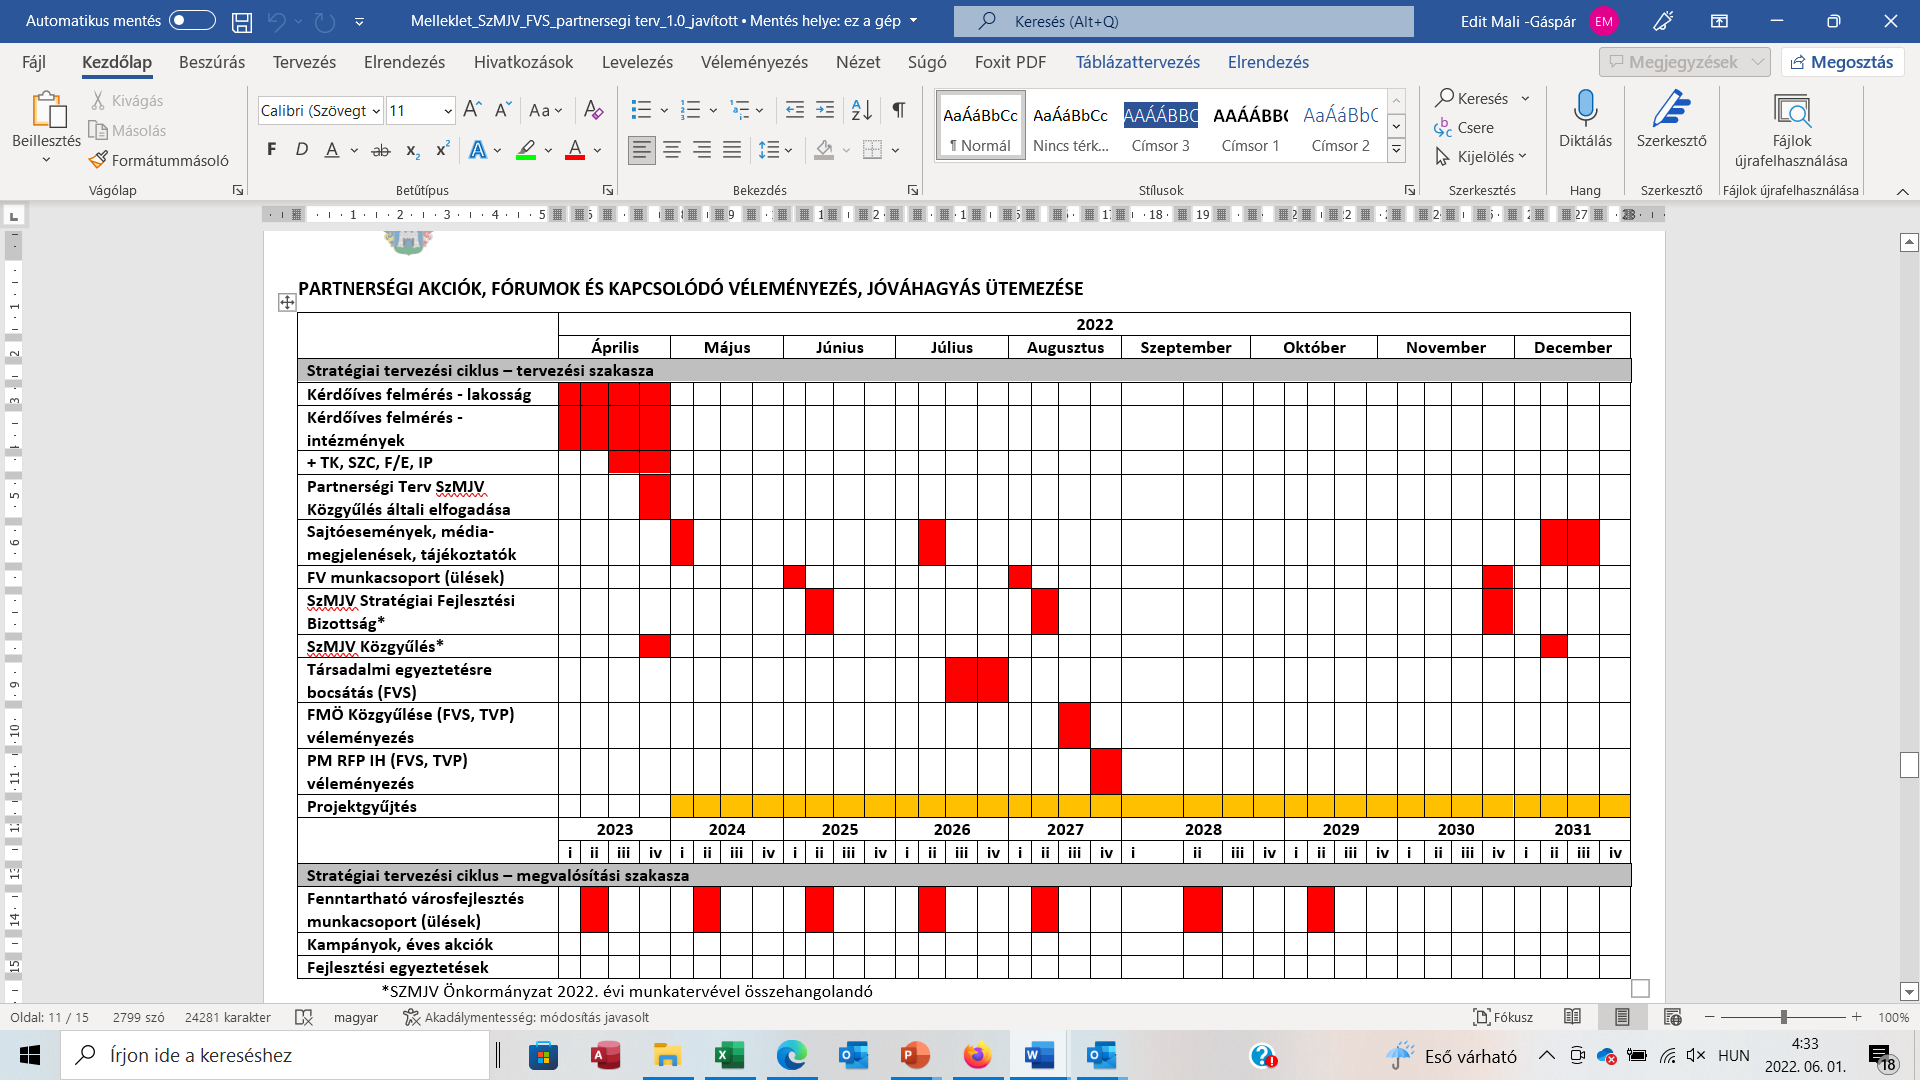 Automatikus mentés
Melleklet_SzMJV_FVS_partnersegi terv_1.0_javított • Mentés helye: ez a gép
Keresés (Alt+Q)
Edit Mali -Gáspár
EM
Fájl Kezdőlap Beszúrás Tervezés Elrendezés Hivatkozások Levelezés Véleményezés Nézet Súgó Foxit PDF Táblázattervezés Elrendezés
Megjegyzések
Megosztás
Beillesztés
Kivágás
Másolás
Formátummásoló
Vágólap
Calibri (Szövegt 11
Betűtípus
Bekezdés
AaÁáBbCc AaÁáBbCc AAÁÁBBC AAÁÁBB AaÁáBbC
¶ Normál Nincs térk... Címsor 3 Címsor 1 Címsor 2
Stílusok
Keresés
Csere
Kijelölés
Szerkesztés
Diktálás
Hang
Szerkesztő
Szerkesztő
Fájlok
újrafelhasználása
Fájlok újrafelhasználása
PARTNERSÉGI AKCIÓK, FÓRUMOK ÉS KAPCSOLÓDÓ VÉLEMÉNYEZÉS, JÓVÁHAGYÁS ÜTEMEZÉSE
2022
Április Május Június Július Augusztus Szeptember Október November December
Stratégiai tervezési ciklus – tervezési szakasza
Kérdőíves felmérés - lakosság
Kérdőíves felmérés -
intézmények
+ TK, SZC, F/E, IP
Partnerségi Terv SzMJV
Közgyűlés általi elfogadása
Sajtóesemények, média-
megjelenések, tájékoztatók
FV munkacsoport (ülések)
SzMJV Stratégiai Fejlesztési
Bizottság*
SzMJV Közgyűlés*
Társadalmi egyeztetésre
bocsátás (FVS)
FMÖ Közgyűlése (FVS, TVP)
véleményezés
PM RFP IH (FVS, TVP)
véleményezés
Projektgyűjtés
2023 2024 2025 2026 2027 2028 2029 2030 2031
i ii iii iv i ii iii iv i ii iii iv i ii iii iv i ii iii iv i ii iii iv i ii iii iv i ii iii iv i ii iii iv
Stratégiai tervezési ciklus – megvalósítási szakasza
Fenntartható városfejlesztés
munkacsoport (ülések)
Kampányok, éves akciók
Fejlesztési egyeztetések
*SZMJV Önkormányzat 2022. évi munkatervével összehangolandó
Oldal: 11 / 15 2799 szó 24281 karakter magyar Akadálymentesség: módosítás javasolt
Fókusz
100%
Írjon ide a kereséshez
Eső várható
HUN
4:33
2022. 06. 01.
18